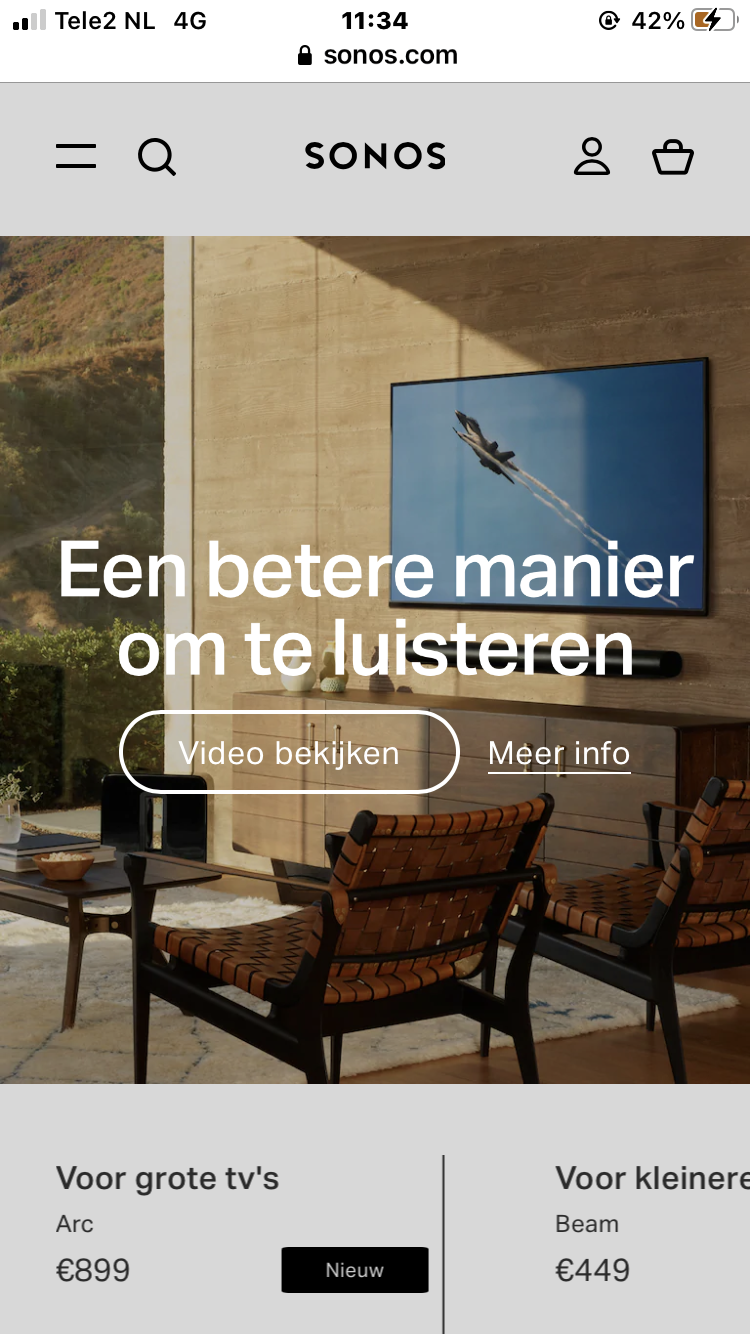 Tele2 NL 4G 11:34 42%
sonos.com
SONOS
Een betere manier
om te luisteren
Video bekijken Meer info
Voor grote tv's
Arc
€899 Nieuw
Voor kleinere
Beam
€449